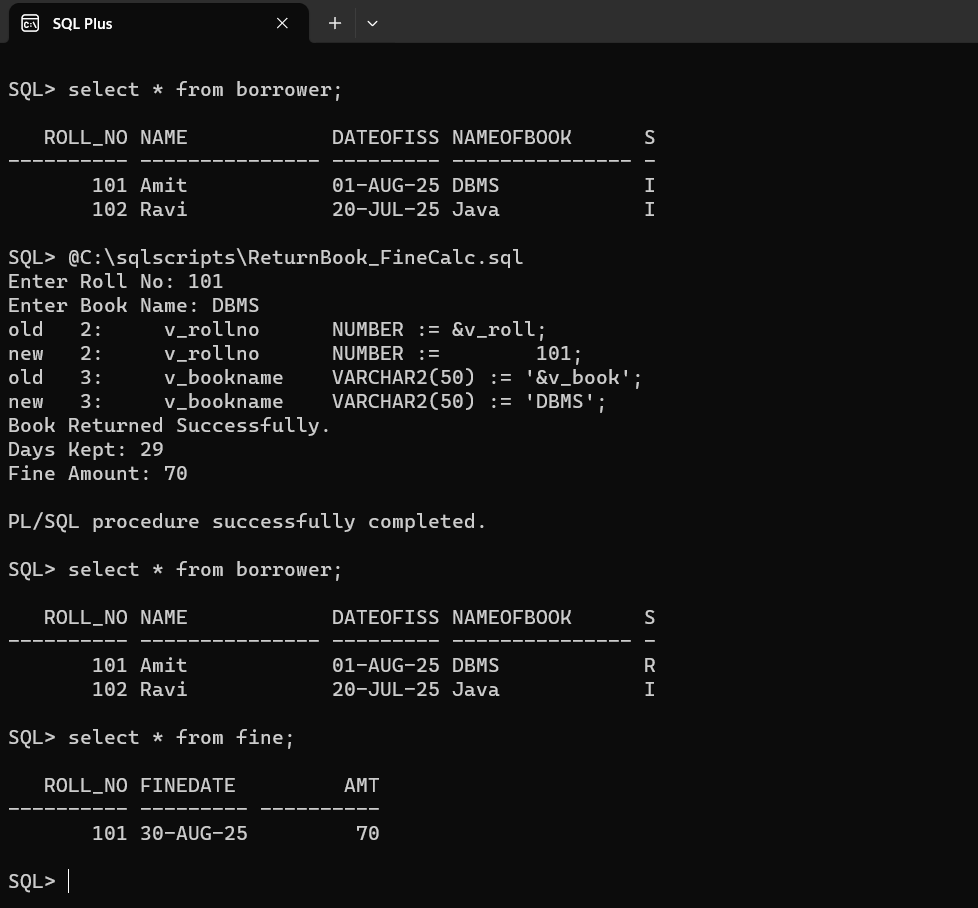 SQL Plus
SQL> select * from borrower;
   ROLL_NO NAME            DATEOFISS NAMEOFBOOK      S
---------- --------------- --------- --------------- -
       101 Amit            01-AUG-25 DBMS            I
       102 Ravi            20-JUL-25 Java            I
SQL> @C:\sqlscripts\ReturnBook_FineCalc.sql
Enter Roll No: 101
Enter Book Name: DBMS
old   2:     v_rollno      NUMBER := &v_roll;
new   2:     v_rollno      NUMBER :=        101;
old   3:     v_bookname    VARCHAR2(50) := '&v_book';
new   3:     v_bookname    VARCHAR2(50) := 'DBMS';
Book Returned Successfully.
Days Kept: 29
Fine Amount: 70
PL/SQL procedure successfully completed.
SQL> select * from borrower;
   ROLL_NO NAME            DATEOFISS NAMEOFBOOK      S
---------- --------------- --------- --------------- -
       101 Amit            01-AUG-25 DBMS            R
       102 Ravi            20-JUL-25 Java            I
SQL> select * from fine;
   ROLL_NO FINEDATE         AMT
---------- --------- ----------
       101 30-AUG-25         70
SQL>